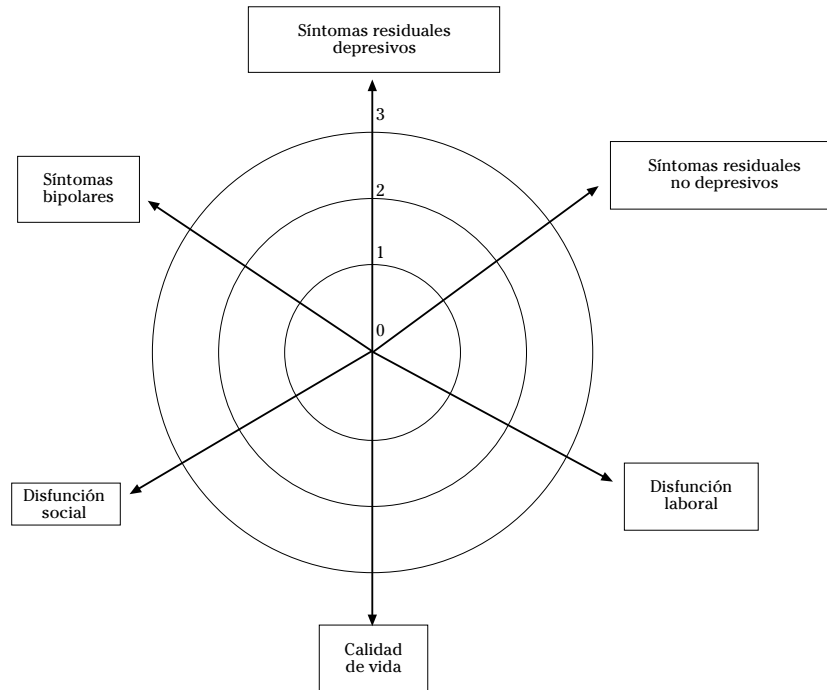 Síntomas residuales
depresivos
3
Síntomas residuales
no depresivos
Síntomas
bipolares
2
1
0
Disfunción
social
Disfunción
laboral
Calidad
de vida